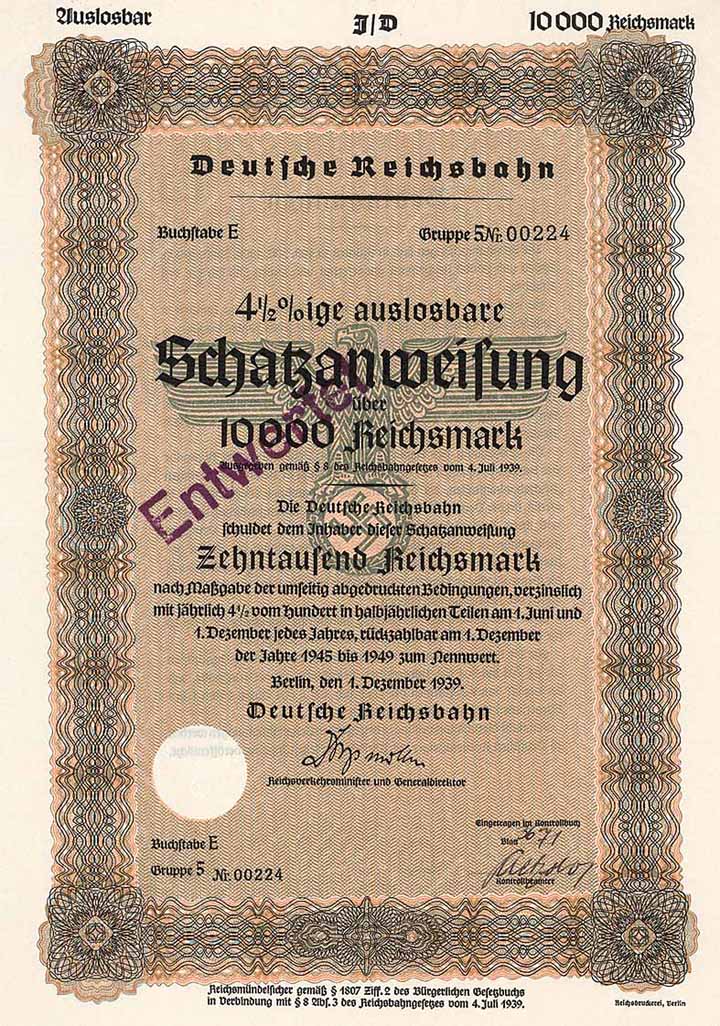 Auslosbar J/D 10000 Reichsmark
Deutsche Reichsbahn
Buchstabe E Gruppe 5 Nr. 00224
4½%ige auslosbare
Schatzanweisung
über
10000 Reichsmark
Ausgegeben gemäß § 8 des Reichsbahngesetzes vom 4. Juli 1939.
Entwertet
Die Deutsche Reichsbahn
schuldet dem Inhaber dieser Schatzanweisung
Zehntausend Reichsmark
nach Maßgabe der umseitig abgedruckten Bedingungen, verzinslich
mit jährlich 4½ vom Hundert in halbjährlichen Teilen am 1. Juni und
1. Dezember jedes Jahres, rückzahlbar am 1. Dezember
der Jahre 1945 bis 1949 zum Nennwert.
Berlin, den 1. Dezember 1939.
Deutsche Reichsbahn
Reichsverkehrsminister und Generaldirektor
Eingetragen im Kontrollbuch
Blatt 3671
Kontrollbeamter
Buchstabe E
Gruppe 5 Nr. 00224
Reichsmündelsicher gemäß § 1807 Ziff. 2 des Bürgerlichen Gesetzbuchs
in Verbindung mit § 8 Abs. 3 des Reichsbahngesetzes vom 4. Juli 1939.
Reichsdruckerei, Berlin